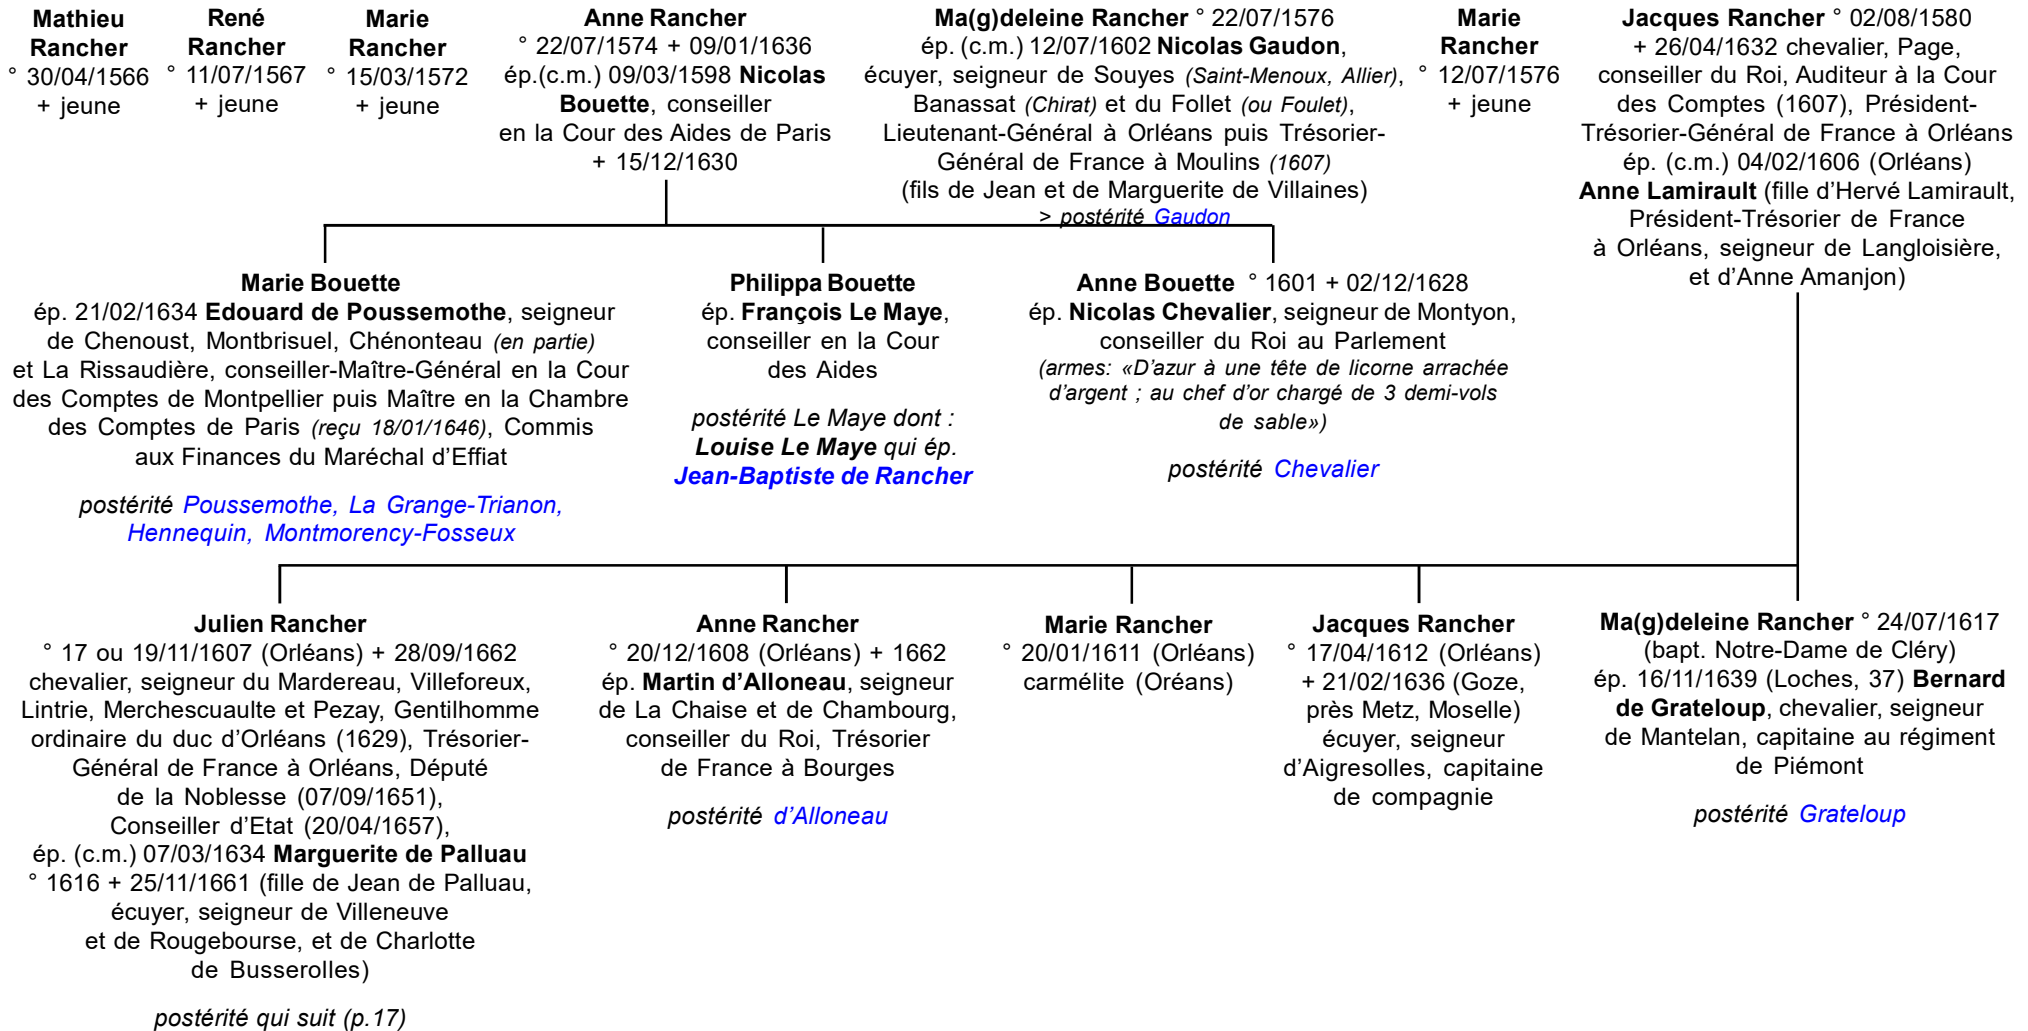 Mathieu
Rancher
° 30/04/1566
+ jeune
René
Rancher
° 11/07/1567
+ jeune
Marie
Rancher
° 15/03/1572
+ jeune
Anne Rancher
° 22/07/1574 + 09/01/1636
ép.(c.m.) 09/03/1598 Nicolas
Bouette, conseiller
en la Cour des Aides de Paris
+ 15/12/1630
Ma(g)deleine Rancher ° 22/07/1576
ép. (c.m.) 12/07/1602 Nicolas Gaudon,
écuyer, seigneur de Souyes (Saint-Menoux, Allier),
Banassat (Chirat) et du Follet (ou Foulet),
Lieutenant-Général à Orléans puis Trésorier-
Général de France à Moulins (1607)
(fils de Jean et de Marguerite de Villaines)
> postérité Gaudon
Marie
Rancher
° 12/07/1576
+ jeune
Jacques Rancher ° 02/08/1580
+ 26/04/1632 chevalier, Page,
conseiller du Roi, Auditeur à la Cour
des Comptes (1607), Président-
Trésorier-Général de France à Orléans
ép. (c.m.) 04/02/1606 (Orléans)
Anne Lamirault (fille d'Hervé Lamirault,
Président-Trésorier de France
à Orléans, seigneur de Langloisière,
et d'Anne Amanjon)
Marie Bouette
ép. 21/02/1634 Edouard de Poussemothe, seigneur
de Chenoust, Montbrisuel, Chénonteau (en partie)
et La Rissaudière, conseiller-Maître-Général en la Cour
des Comptes de Montpellier puis Maître en la Chambre
des Comptes de Paris (reçu 18/01/1646), Commis
aux Finances du Maréchal d'Effiat
postérité Poussemothe, La Grange-Trianon,
Hennequin, Montmorency-Fosseux
Philippa Bouette
ép. François Le Maye,
conseiller en la Cour
des Aides
postérité Le Maye dont :
Louise Le Maye qui ép.
Jean-Baptiste de Rancher
Anne Bouette ° 1601 + 02/12/1628
ép. Nicolas Chevalier, seigneur de Montyon,
conseiller du Roi au Parlement
(armes: «D'azur à une tête de licorne arrachée
d'argent ; au chef d'or chargé de 3 demi-vols
de sable»)
postérité Chevalier
Julien Rancher
° 17 ou 19/11/1607 (Orléans) + 28/09/1662
chevalier, seigneur du Mardereau, Villeforeux,
Lintrie, Merchescuaulte et Pezay, Gentilhomme
ordinaire du duc d'Orléans (1629), Trésorier-
Général de France à Orléans, Député
de la Noblesse (07/09/1651),
Conseiller d'Etat (20/04/1657),
ép. (c.m.) 07/03/1634 Marguerite de Palluau
° 1616 + 25/11/1661 (fille de Jean de Palluau,
écuyer, seigneur de Villeneuve
et de Rougebourse, et de Charlotte
de Busserolles)
postérité qui suit (p.17)
Anne Rancher
° 20/12/1608 (Orléans) + 1662
ép. Martin d'Alloneau, seigneur
de La Chaise et de Chambourg,
conseiller du Roi, Trésorier
de France à Bourges
postérité d'Alloneau
Marie Rancher
° 20/01/1611 (Orléans)
carmélite (Oréans)
Jacques Rancher
° 17/04/1612 (Orléans)
+ 21/02/1636 (Goze,
près Metz, Moselle)
écuyer, seigneur
d'Aigresolles, capitaine
de compagnie
Ma(g)deleine Rancher ° 24/07/1617
(bapt. Notre-Dame de Cléry)
ép. 16/11/1639 (Loches, 37) Bernard
de Grateloup, chevalier, seigneur
de Mantelan, capitaine au régiment
de Piémont
postérité Grateloup